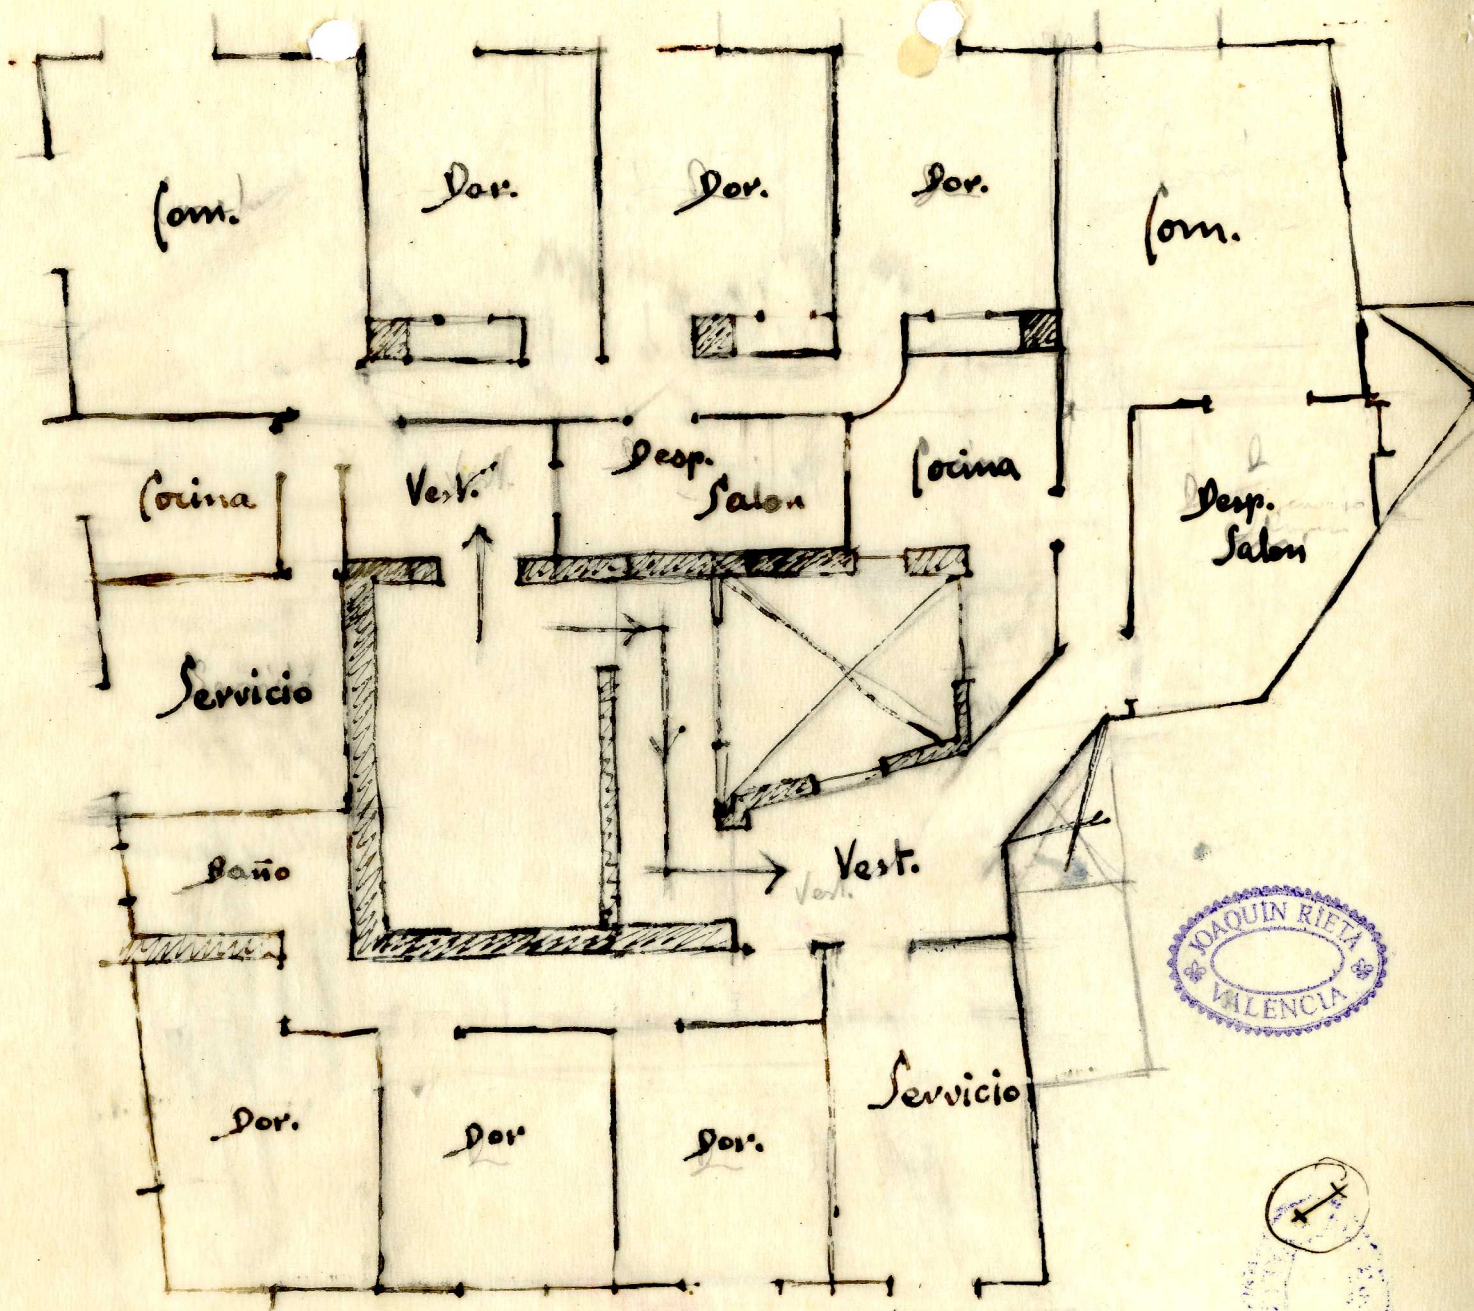 Com.
Dor.
Dor.
Dor.
Com.
Cocina
Vest.
Desp.
Salon
Cocina
Desp.
Salon
Servicio
Baño
Vest.
Vest.
JOAQUIN RIETA
VALENCIA
Dor.
Dor
Dor.
Servicio